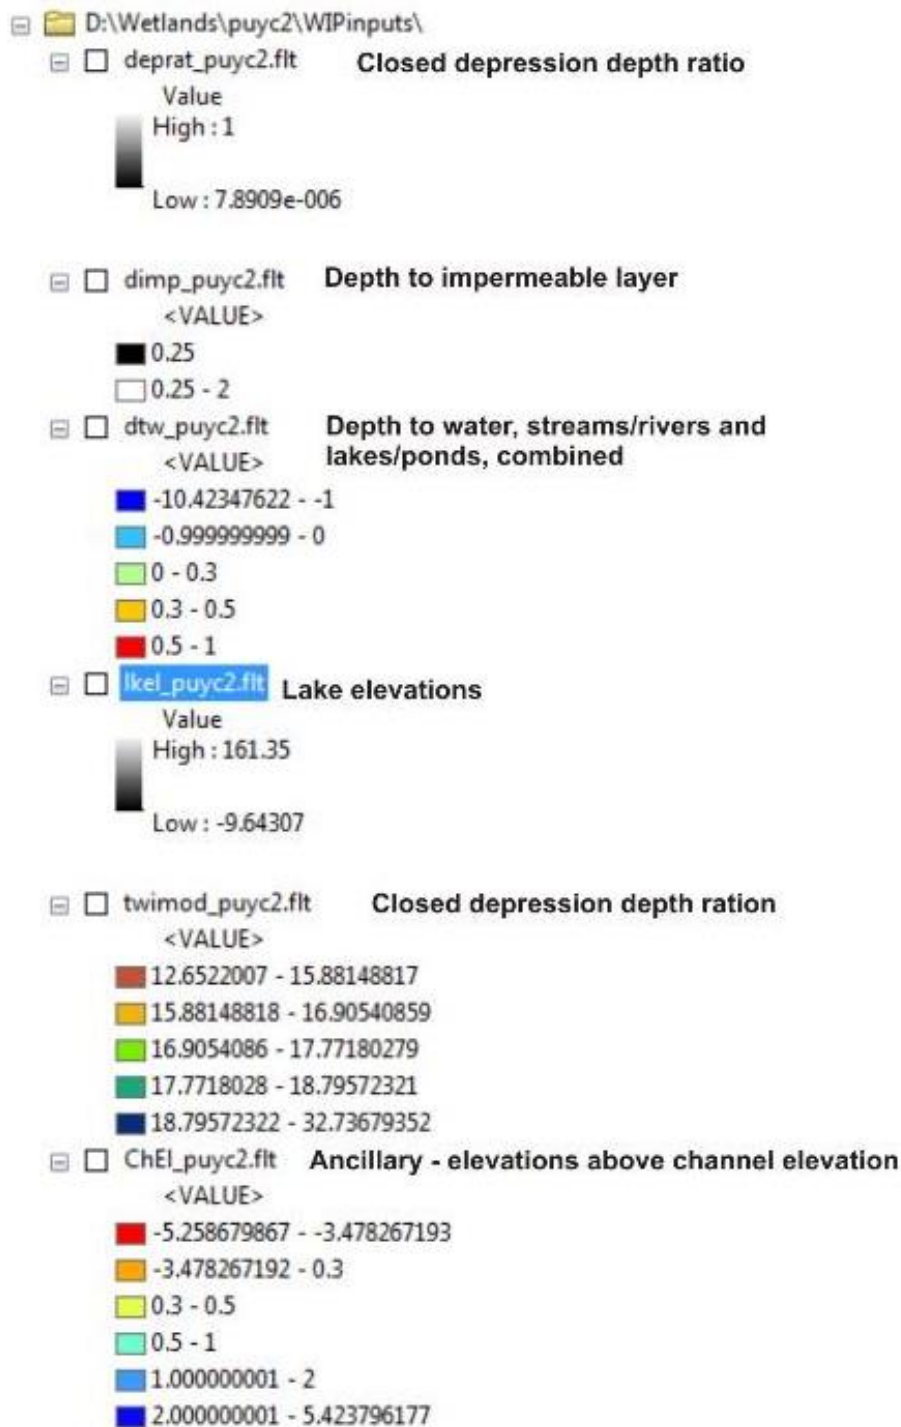 D:\Wetlands\puyc2\WIPinputs\
deprat_puyc2.flt Closed depression depth ratio
Value
High : 1
Low : 7.8909e-006
dimp_puyc2.flt Depth to impermeable layer
<VALUE>
0.25
0.25 - 2
dtw_puyc2.flt Depth to water, streams/rivers and
<VALUE> lakes/ponds, combined
-10.42347622 - -1
-0.999999999 - 0
0 - 0.3
0.3 - 0.5
0.5 - 1
lkel_puyc2.flt Lake elevations
Value
High : 161.35
Low : -9.64307
twimod_puyc2.flt Closed depression depth ration
<VALUE>
12.6522007 - 15.88148817
15.88148818 - 16.90540859
16.9054086 - 17.77180279
17.7718028 - 18.79572321
18.79572322 - 32.73679352
ChEl_puyc2.flt Ancillary - elevations above channel elevation
<VALUE>
-5.258679867 - -3.478267193
-3.478267192 - 0.3
0.3 - 0.5
0.5 - 1
1.000000001 - 2
2.000000001 - 5.423796177